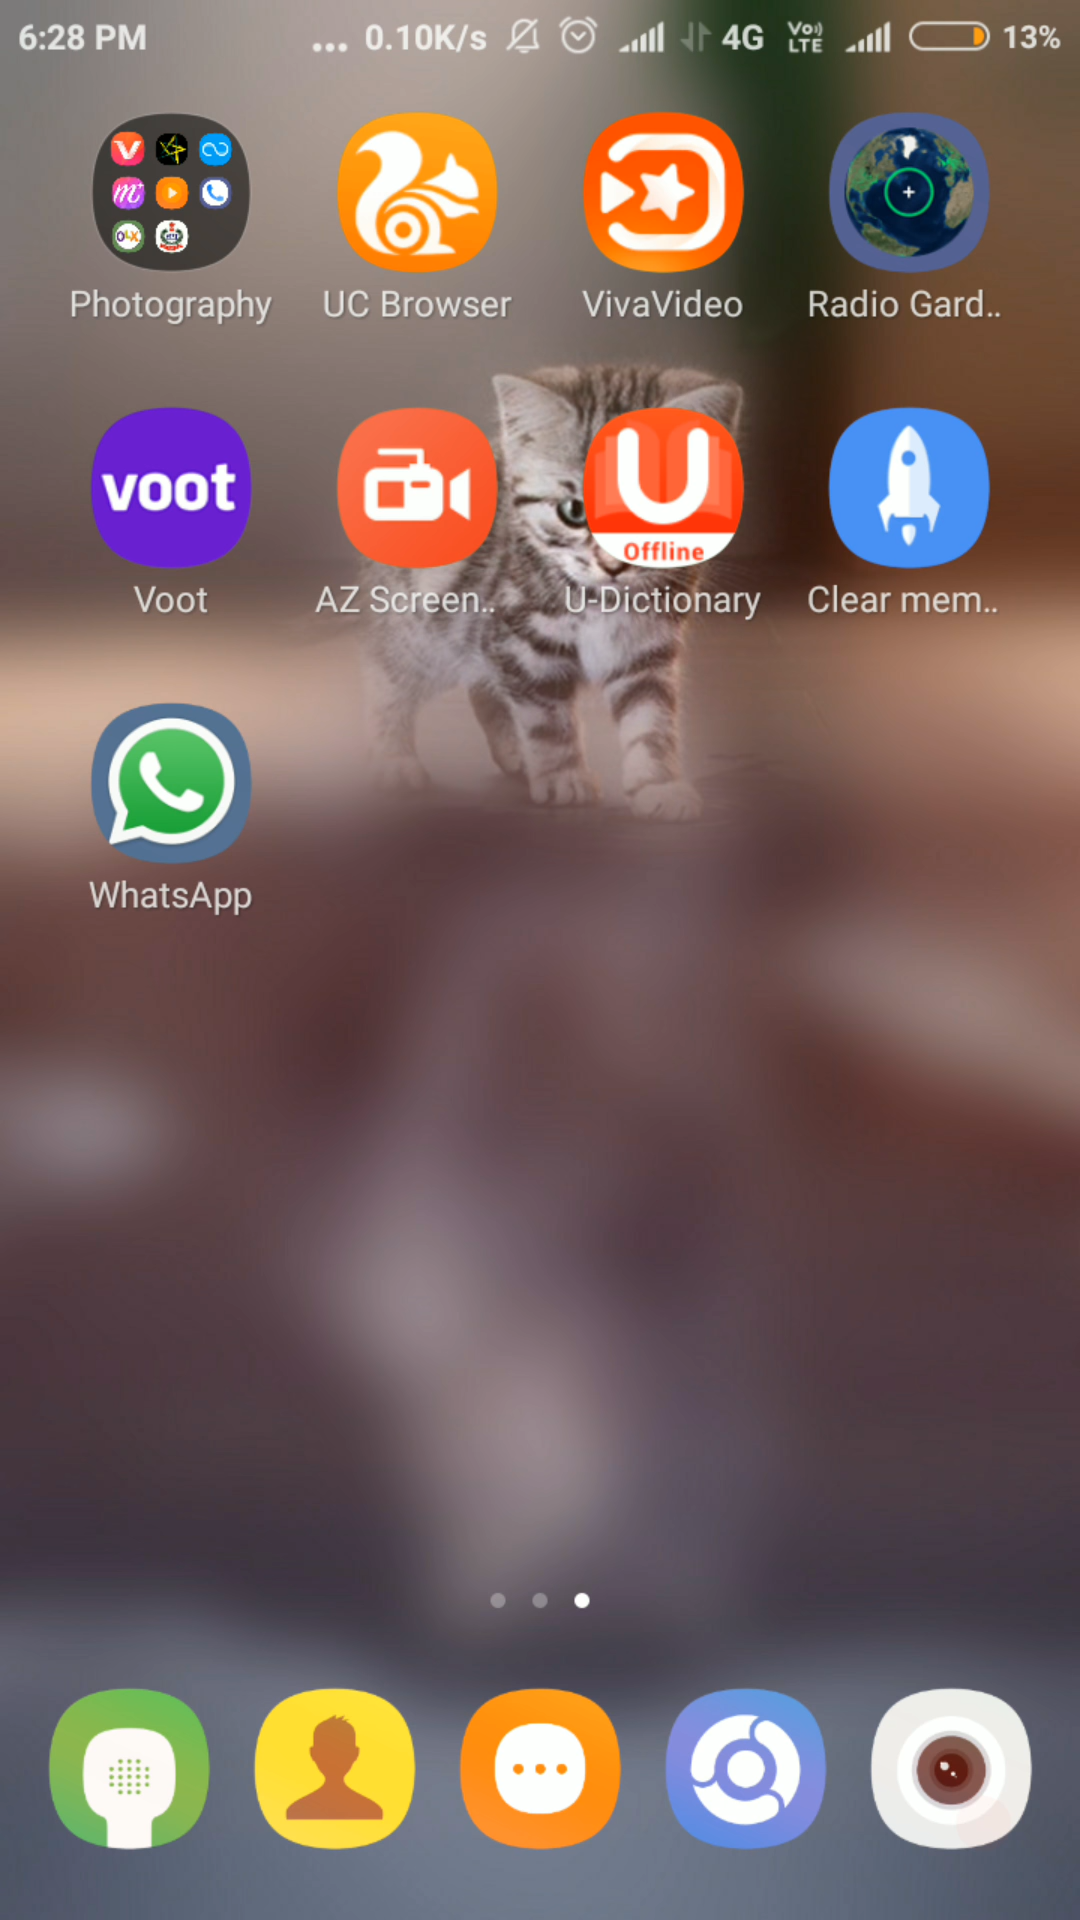 6:28 PM ... 0.10K/s 4G Vo)) LTE 13%
Photography UC Browser VivaVideo Radio Gard..
voot U Offline
Voot AZ Screen.. U-Dictionary Clear mem..
WhatsApp